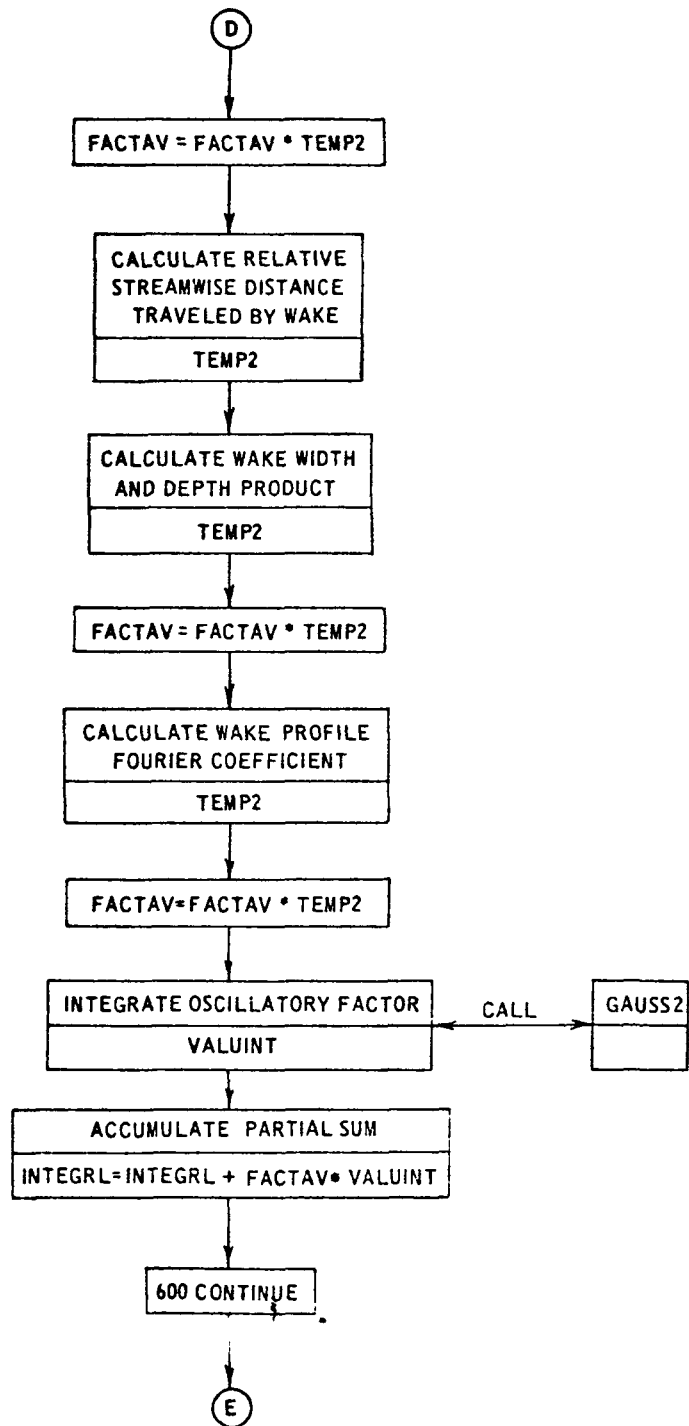 D
FACTAV = FACTAV * TEMP2
CALCULATE RELATIVE
STREAMWISE DISTANCE
TRAVELED BY WAKE
TEMP2
CALCULATE WAKE WIDTH
AND DEPTH PRODUCT
TEMP2
FACTAV = FACTAV * TEMP2
CALCULATE WAKE PROFILE
FOURIER COEFFICIENT
TEMP2
FACTAV=FACTAV * TEMP2
INTEGRATE OSCILLATORY FACTOR
VALUINT
CALL
GAUSS2
ACCUMULATE PARTIAL SUM
INTEGRL=INTEGRL + FACTAV* VALUINT
600 CONTINUE
E